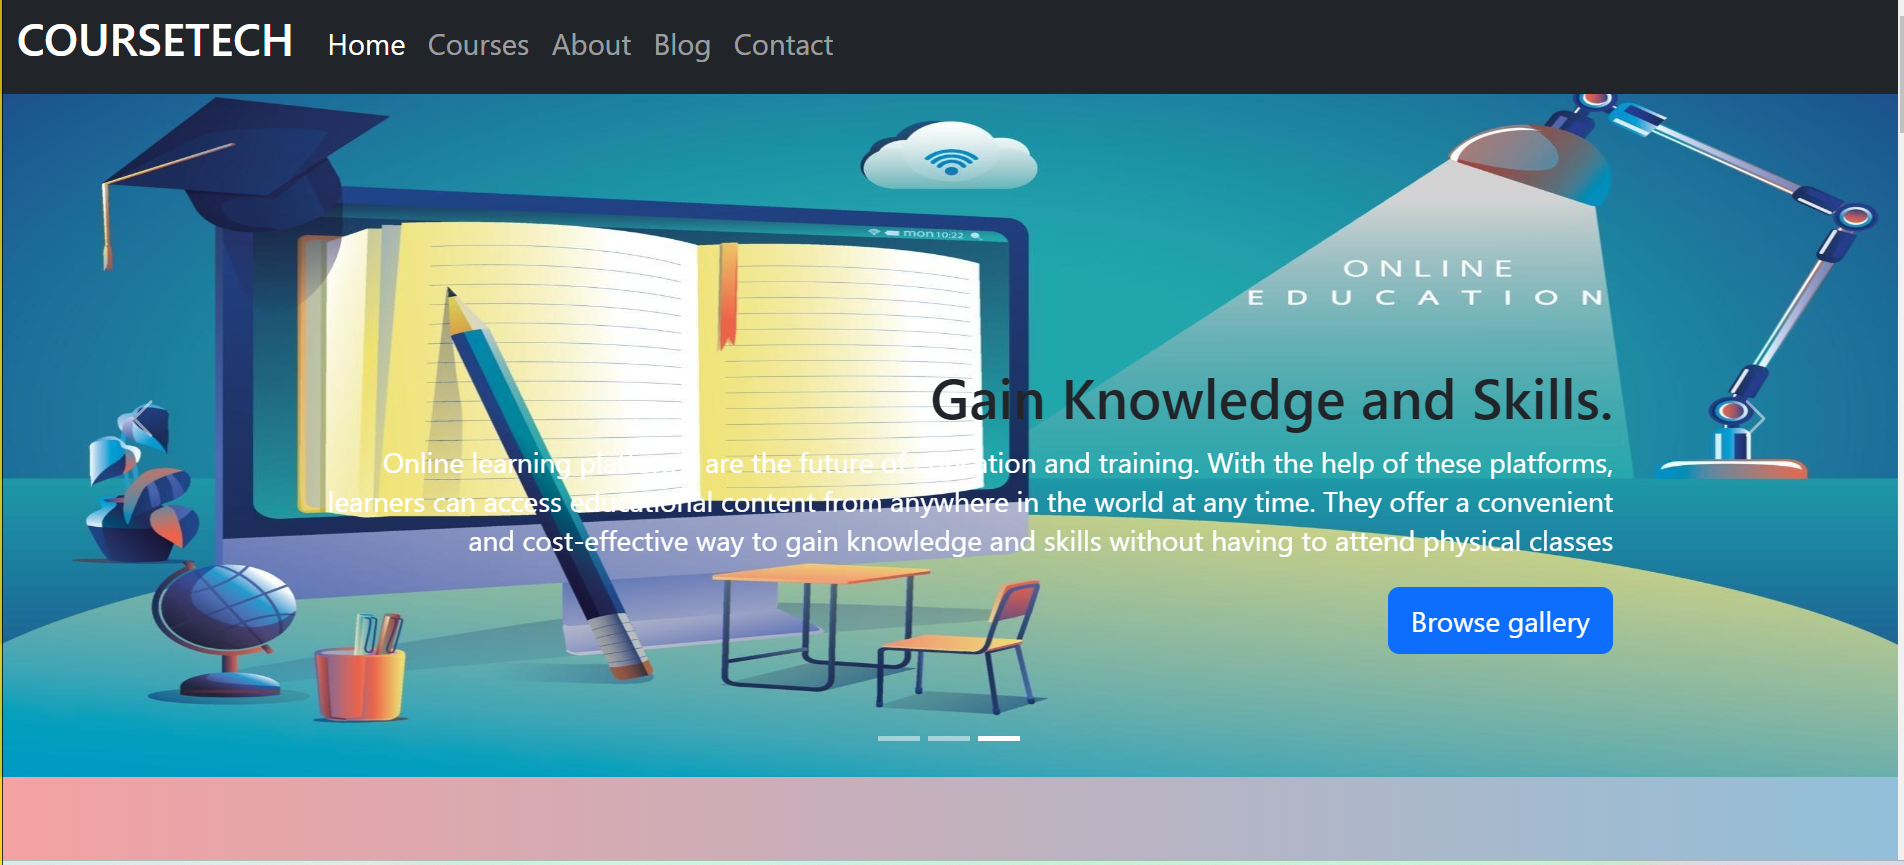 COURSETECH Home Courses About Blog Contact
mon 10:22
ONLINE
EDUCATION
Gain Knowledge and Skills.
Online learning platforms are the future of education and training. With the help of these platforms,
learners can access educational content from anywhere in the world at any time. They offer a convenient
and cost-effective way to gain knowledge and skills without having to attend physical classes
Browse gallery